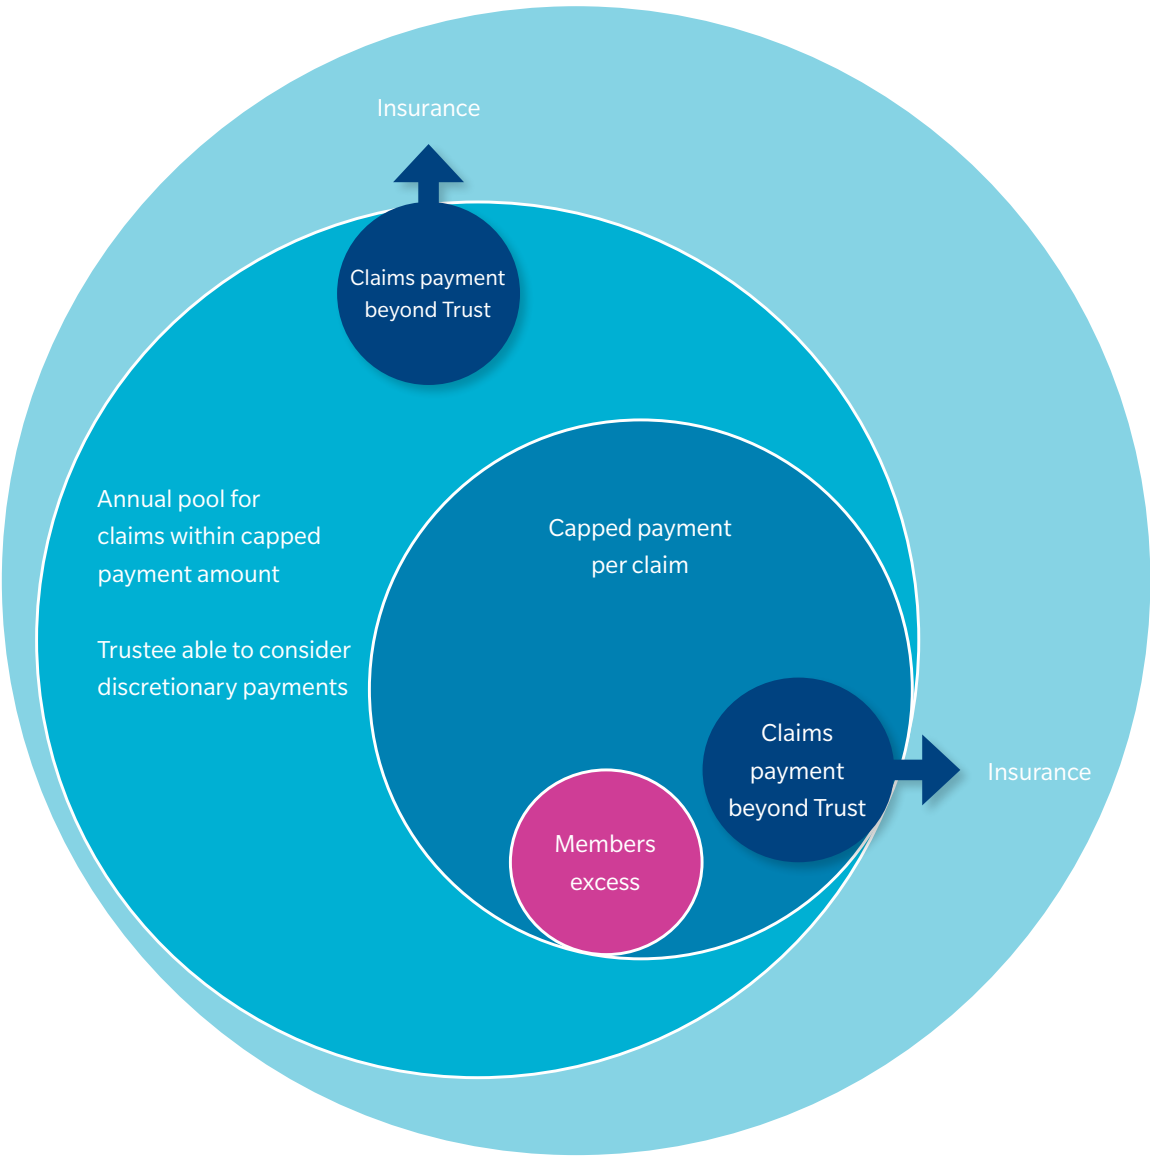 Insurance
Claims payment
beyond Trust
Annual pool for
claims within capped
payment amount
Trustee able to consider
discretionary payments
Capped payment
per claim
Claims
payment
beyond Trust
Insurance
Members
excess